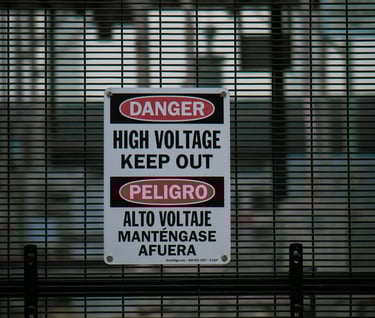 DANGER
HIGH VOLTAGE
KEEP OUT
PELIGRO
ALTO VOLTAJE
MANTÉNGASE
AFUERA